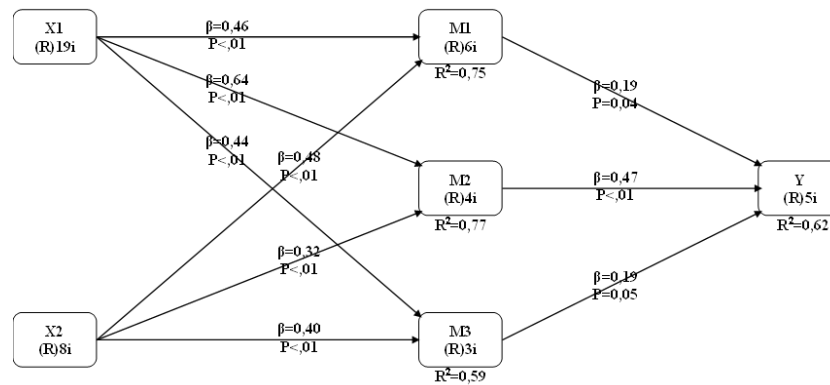 X1
(R)19i
β=0,46
P<,01
M1
(R)6i
R²=0,75
β=0,64
P<,01
β=0,19
P=0,04
β=0,44
P<,01
β=0,48
P<,01
M2
(R)4i
R²=0,77
β=0,47
P<,01
Y
(R)5i
R²=0,62
β=0,32
P<,01
β=0,19
P=0,05
X2
(R)8i
β=0,40
P<,01
M3
(R)3i
R²=0,59